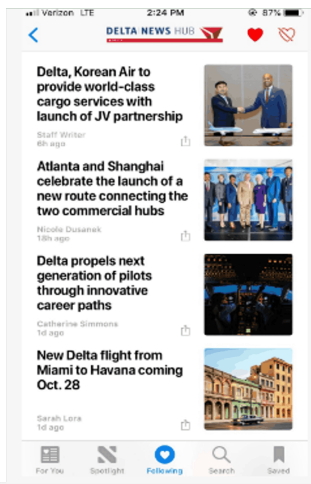 Verizon LTE 2:24 PM 87%
DELTA NEWS HUB
Delta, Korean Air to
provide world-class
cargo services with
launch of JV partnership
Staff Writer
6h ago
Atlanta and Shanghai
celebrate the launch of a
new route connecting the
two commercial hubs
Nicole Dusanek
18h ago
Delta propels next
generation of pilots
through innovative
career paths
Catherine Simmons
1d ago
New Delta flight from
Miami to Havana coming
Oct. 28
Sarah Lora
1d ago
For You Spotlight Following Search Saved